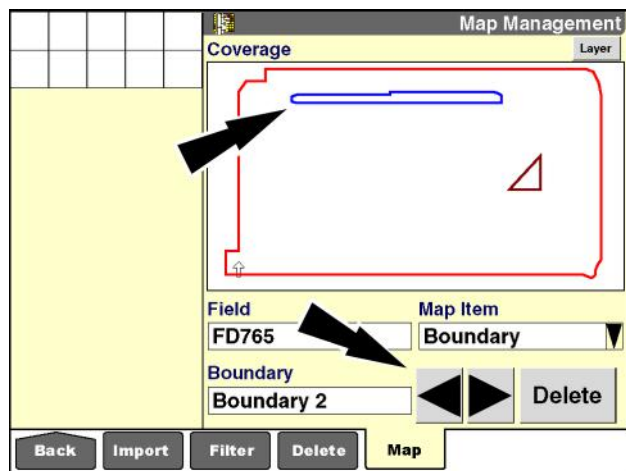 Map Management
Coverage
Layer
Field
Map Item
FD765
Boundary
Boundary
Boundary 2
Delete
Back
Import
Filter
Delete
Map